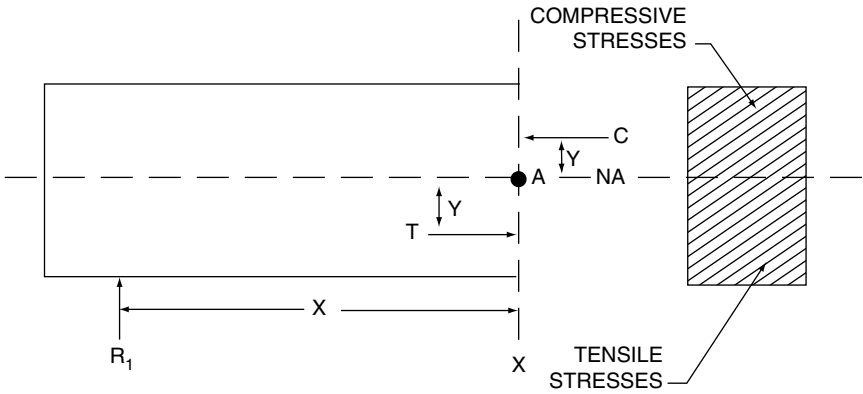 COMPRESSIVE
STRESSES
C
Y
A
NA
Y
T
X
R₁
X
TENSILE
STRESSES